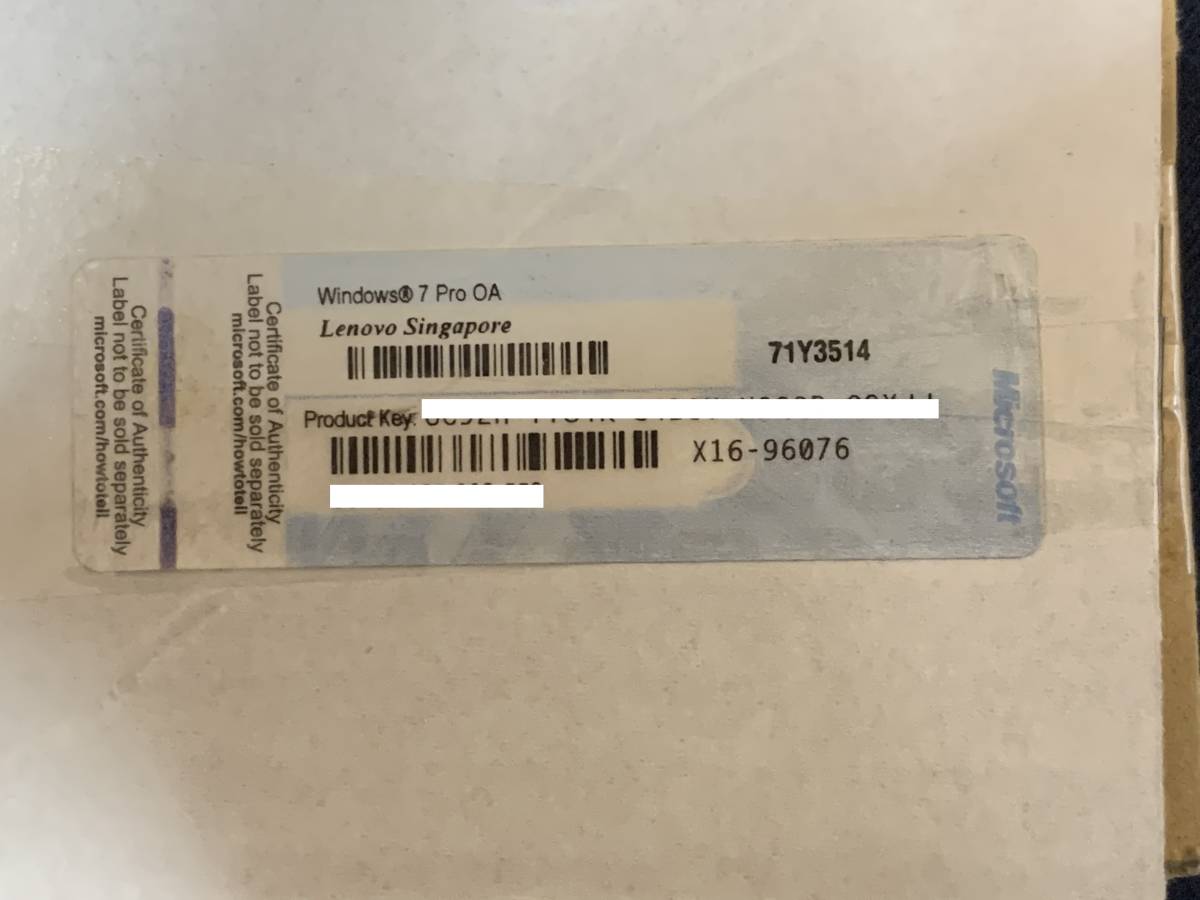 Certificate of Authenticity
Label not to be sold separately
microsoft.com/howtotell
Certificate of Authenticity
Label not to be sold separately
microsoft.com/howtotell
Windows® 7 Pro OA
Lenovo Singapore
71Y3514
Product Key:
X16-96076
Microsoft